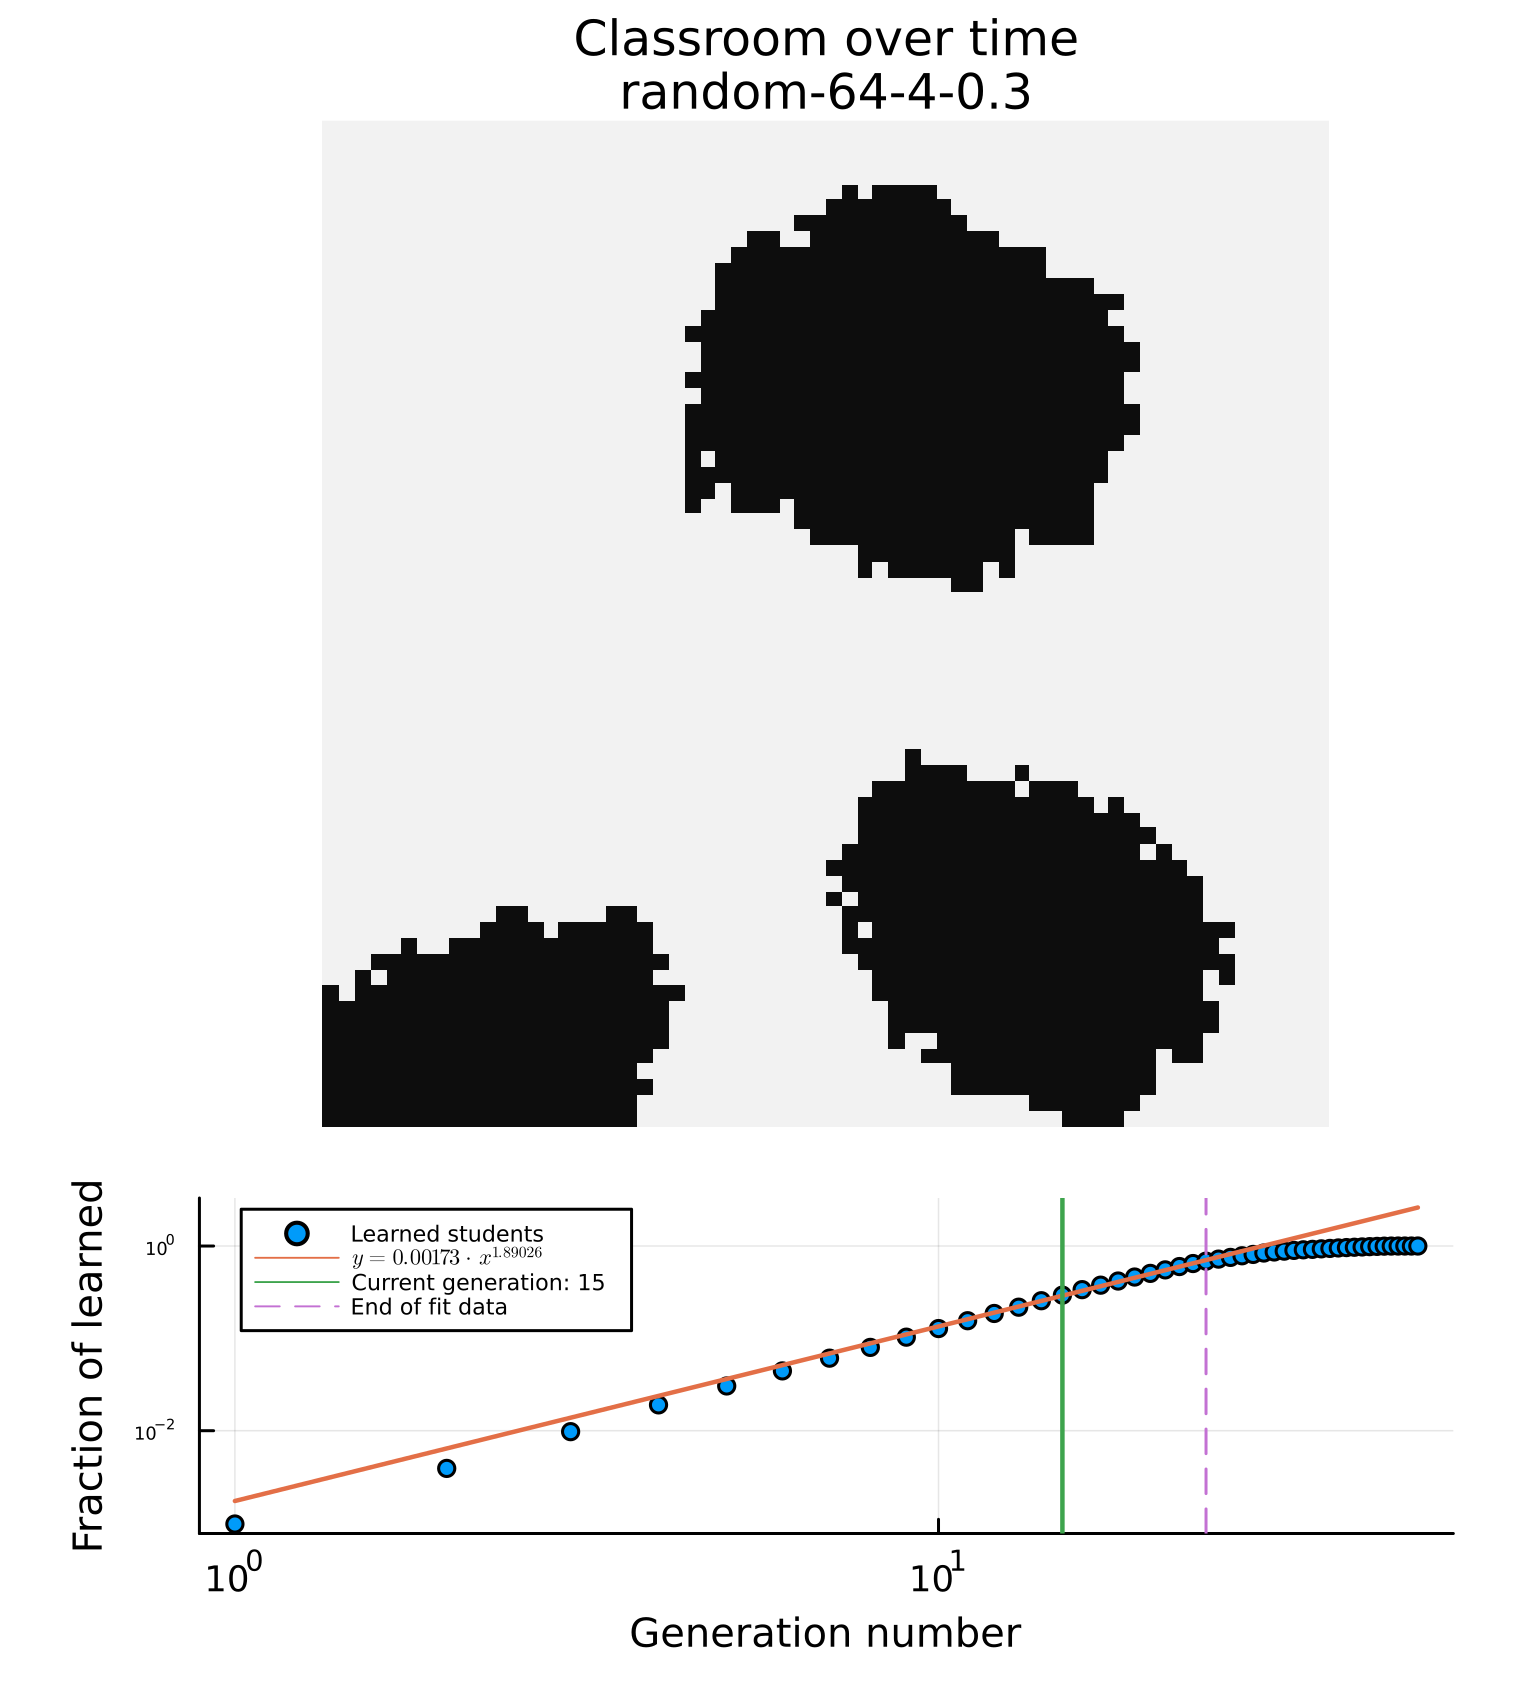 Classroom over time
random-64-4-0.3
Fraction of learned
10⁰
10⁻²
Learned students
y = 0.00173 · x^1.89026
Current generation: 15
End of fit data
10⁰
10¹
Generation number